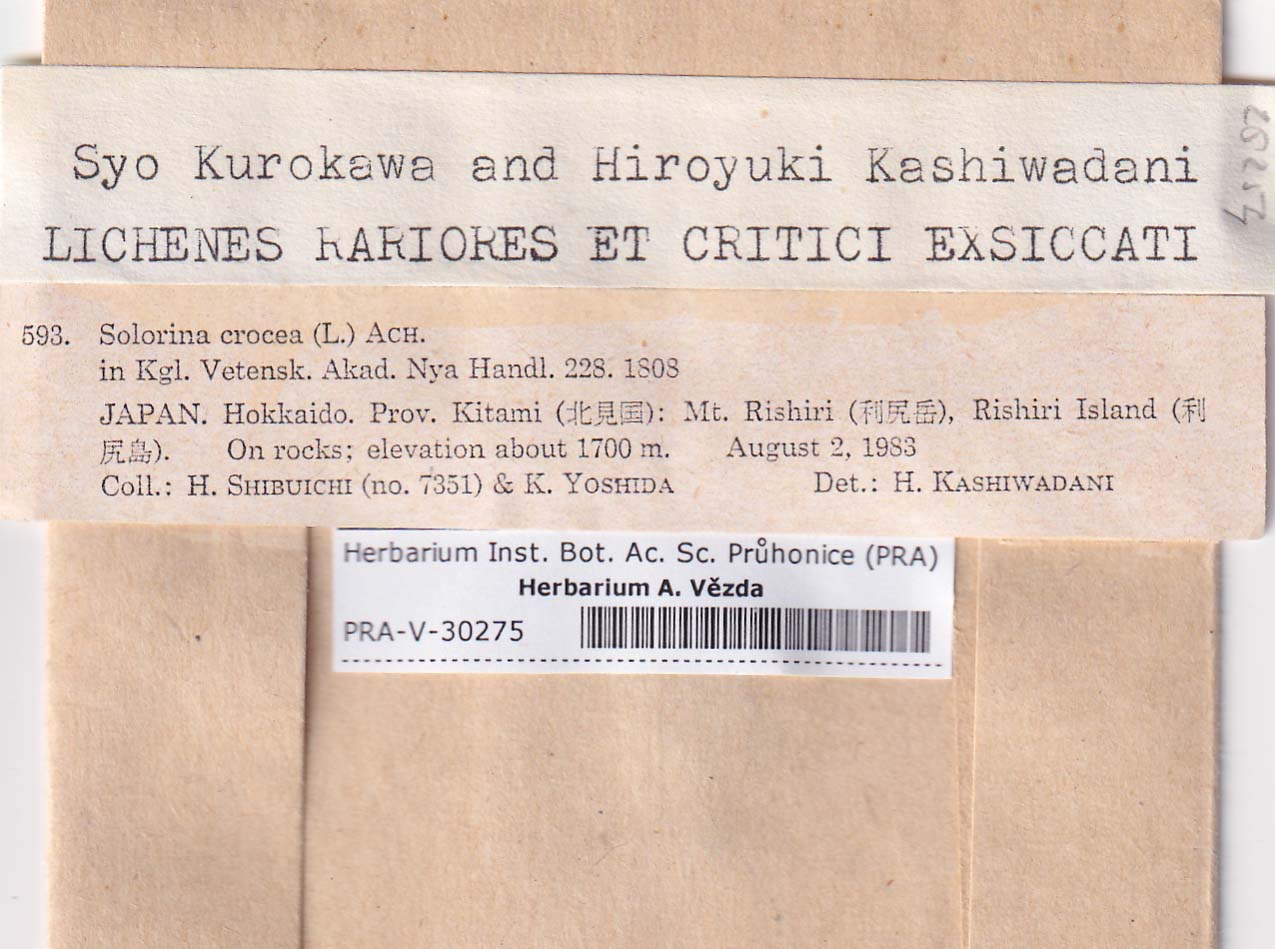 Syo Kurokawa and Hiroyuki Kashiwadani
LICHENES RARIORES ET CRITICI EXSICCATI
593. Solorina crocea (L.) ACH.
in Kgl. Vetensk. Akad. Nya Handl. 228. 1808
JAPAN. Hokkaido. Prov. Kitami (北見国): Mt. Rishiri (利尻岳), Rishiri Island (利
尻島). On rocks; elevation about 1700 m. August 2, 1983
Coll.: H. SHIBUICHI (no. 7351) & K. YOSHIDA Det.: H. KASHIWADANI
Herbarium Inst. Bot. Ac. Sc. Průhonice (PRA)
Herbarium A. Vězda
PRA-V-30275